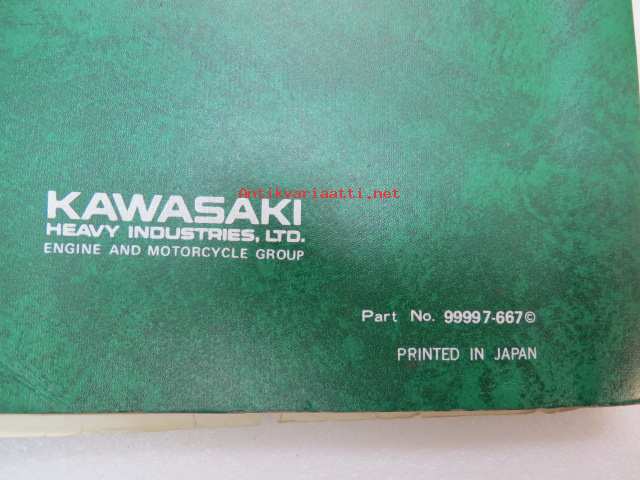 Antikvariaatti.net
KAWASAKI
HEAVY INDUSTRIES, LTD.
ENGINE AND MOTORCYCLE GROUP
Part No. 99997-667©
PRINTED IN JAPAN